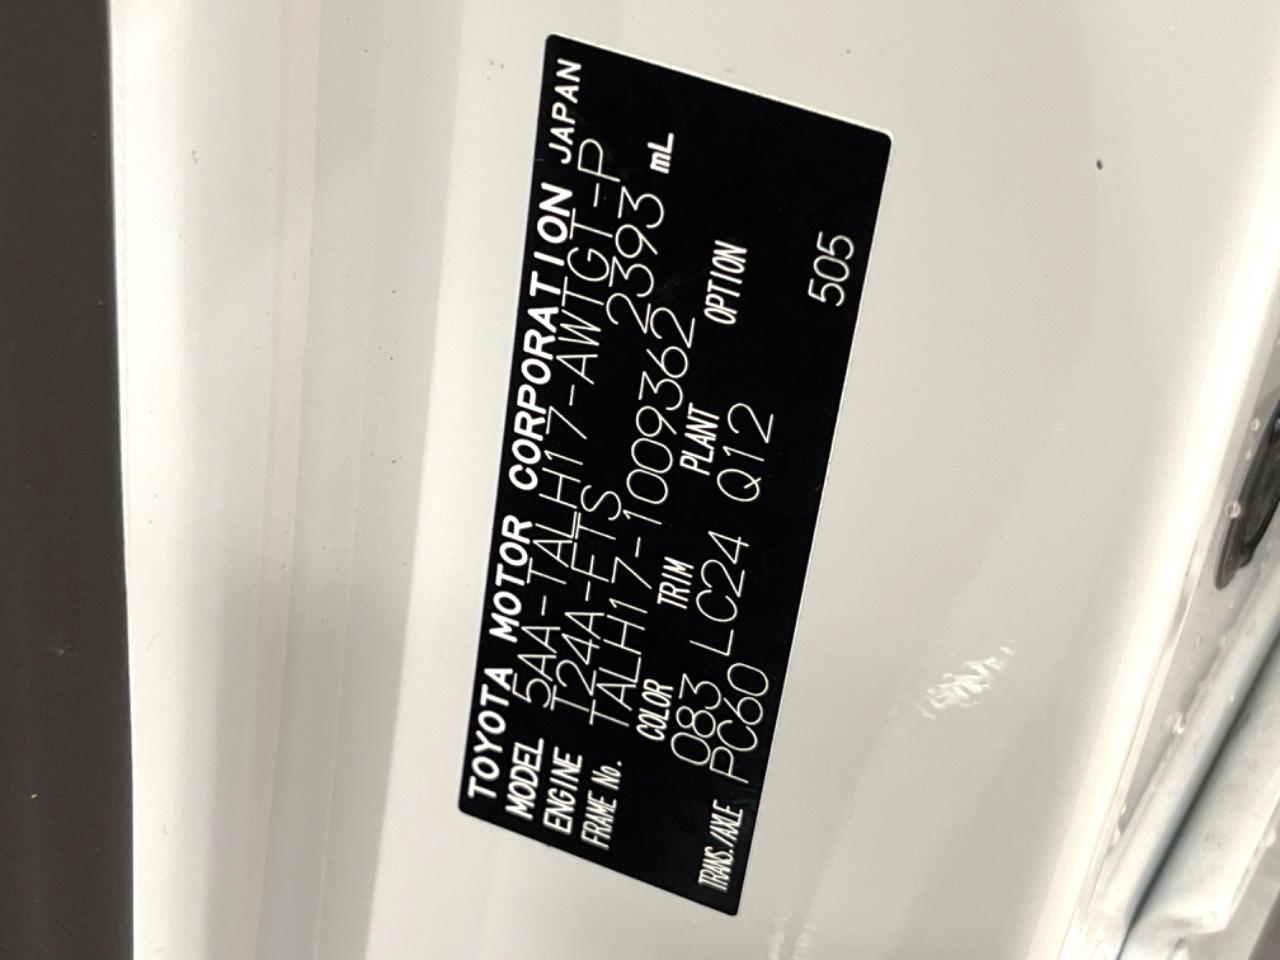 TOYOTA MOTOR CORPORATION JAPAN
MODEL 5AA-TALH17-AWTGT-P
ENGINE T24A-FTS 2393 mL
FRAME No. TALH17-1009362
COLOR TRIM PLANT OPTION
083 LC24 Q12
TRANS./AXLE PC60 505